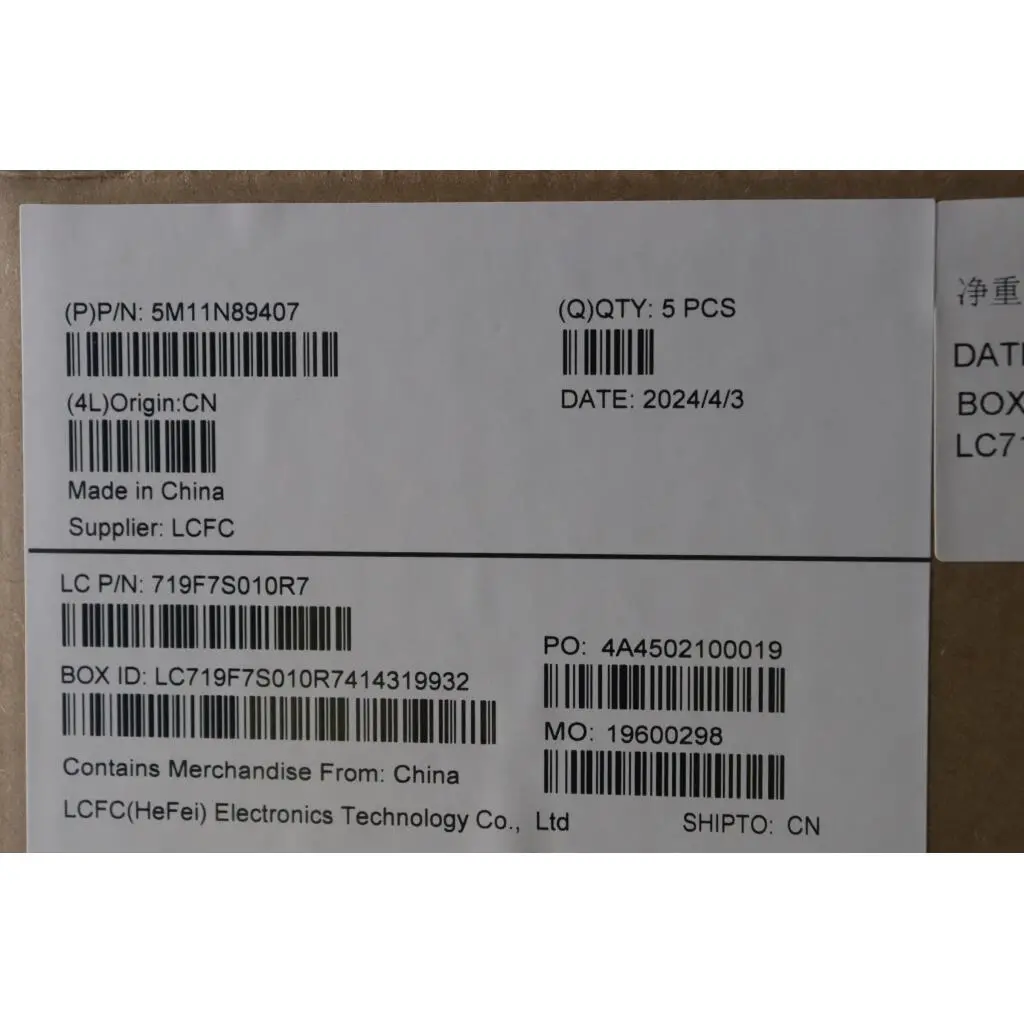 (P)P/N: 5M11N89407
(Q)QTY: 5 PCS
(4L)Origin:CN
DATE: 2024/4/3
Made in China
Supplier: LCFC
LC P/N: 719F7S010R7
PO: 4A4502100019
BOX ID: LC719F7S010R7414319932
MO: 19600298
Contains Merchandise From: China
LCFC(HeFei) Electronics Technology Co., Ltd
SHIPTO: CN
净重
DAT
BOX
LC71